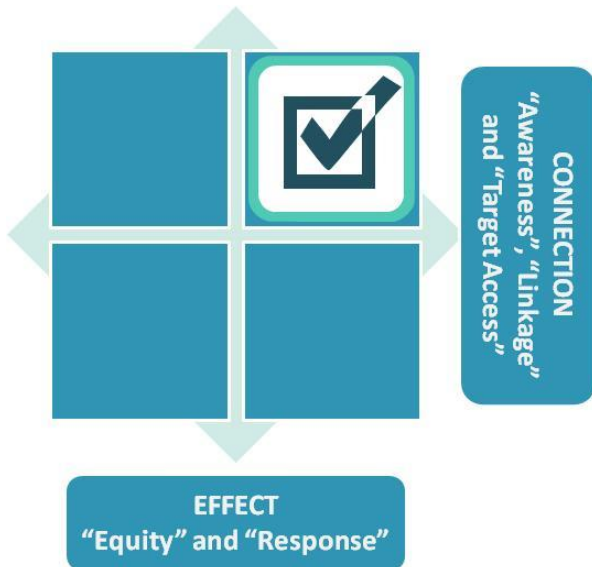 CONNECTION
“Awareness”, “Linkage”
and “Target Access”
EFFECT
“Equity” and “Response”